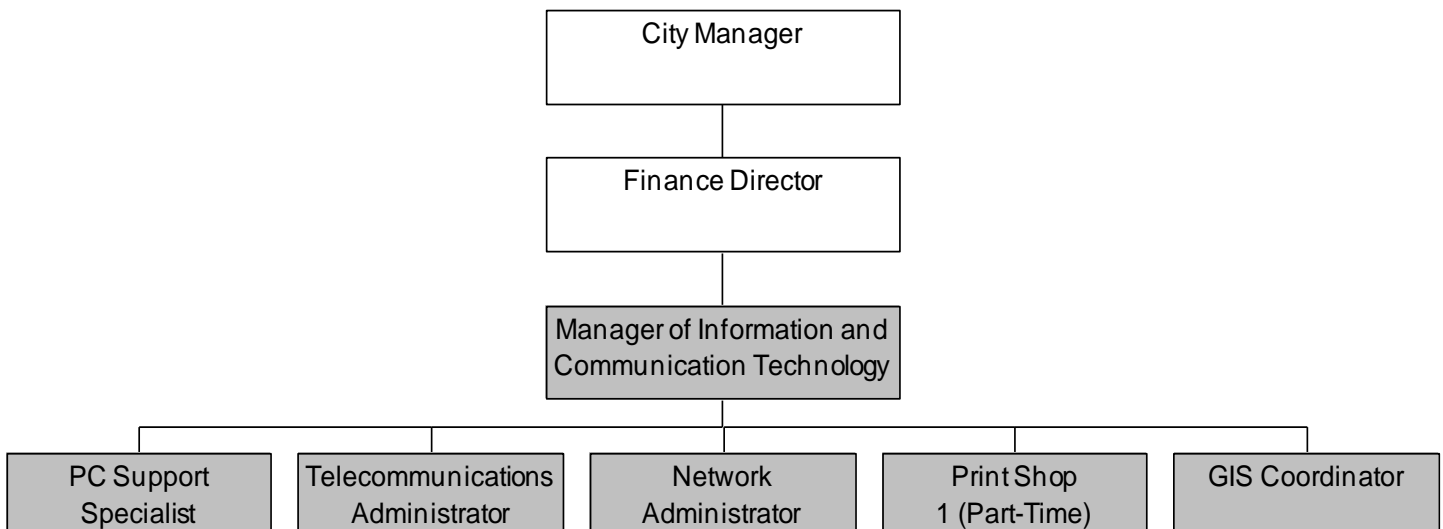 City Manager
Finance Director
Manager of Information and
Communication Technology
PC Support
Specialist
Telecommunications
Administrator
Network
Administrator
Print Shop
1 (Part-Time)
GIS Coordinator